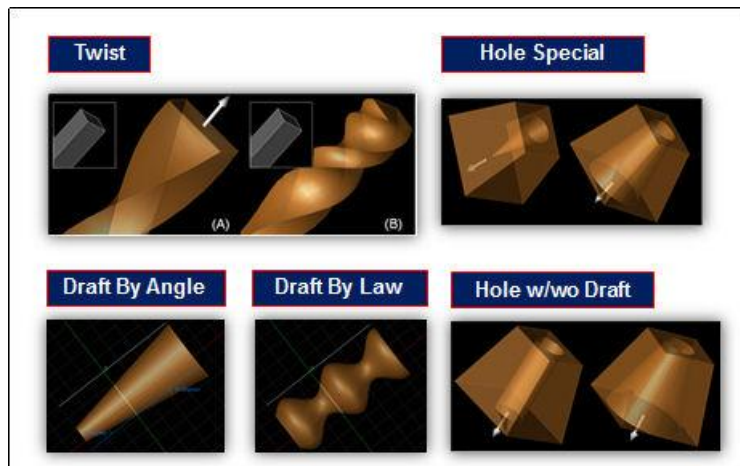 Twist
Hole Special
(A)
(B)
Draft By Angle
Draft By Law
Hole w/wo Draft